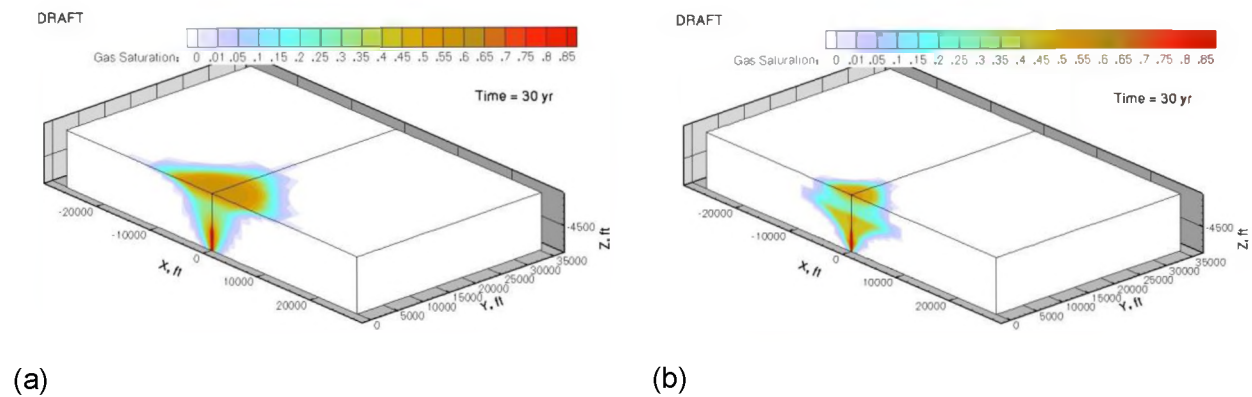 DRAFT
Gas Saturation: 0 .01 .05 .1 .15 .2 .25 .3 .35 .4 .45 .5 .55 .6 .65 .7 .75 .8 .85
Time = 30 yr
-4500
Z, ft
-20000
-10000
0
10000
20000
X, ft
0
5000
10000
15000
20000
25000
30000
35000
Y, ft
(a)
DRAFT
Gas Saturation: 0 .01 .05 .1 .15 .2 .25 .3 .35 .4 .45 .5 .55 .6 .65 .7 .75 .8 .85
Time = 30 yr
-4500
Z, ft
-20000
-10000
0
10000
20000
X, ft
0
5000
10000
15000
20000
25000
30000
35000
Y, ft
(b)